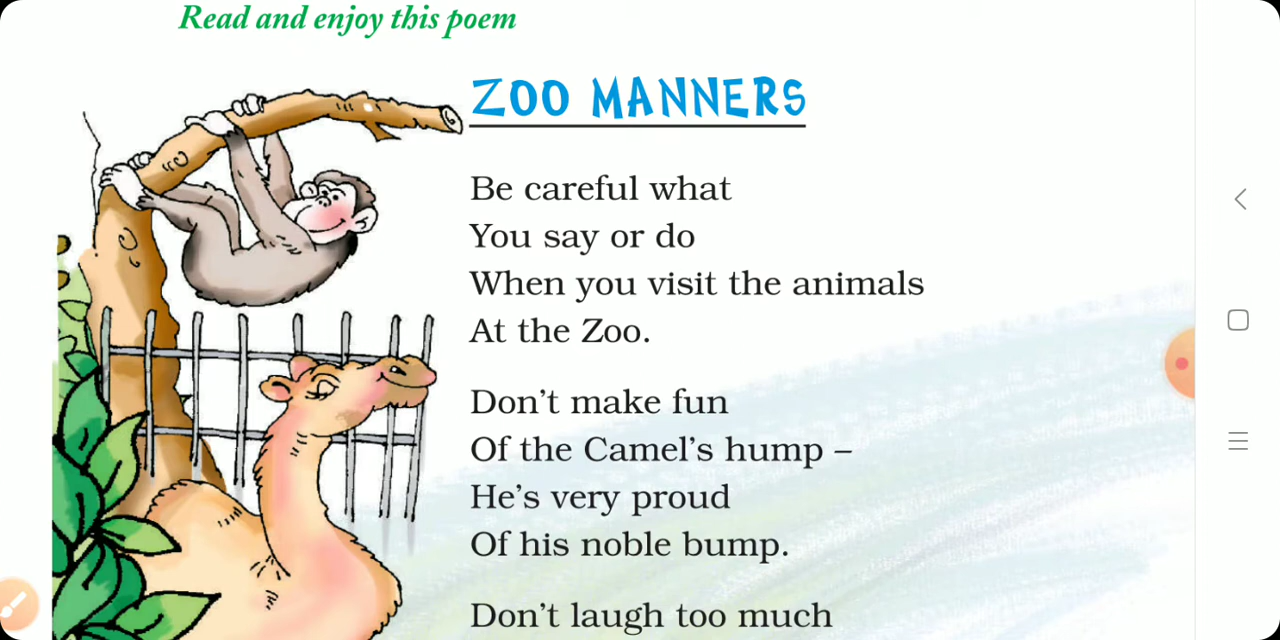 Read and enjoy this poem
ZOO MANNERS
Be careful what
You say or do
When you visit the animals
At the Zoo.
Don’t make fun
Of the Camel’s hump –
He’s very proud
Of his noble bump.
Don’t laugh too much